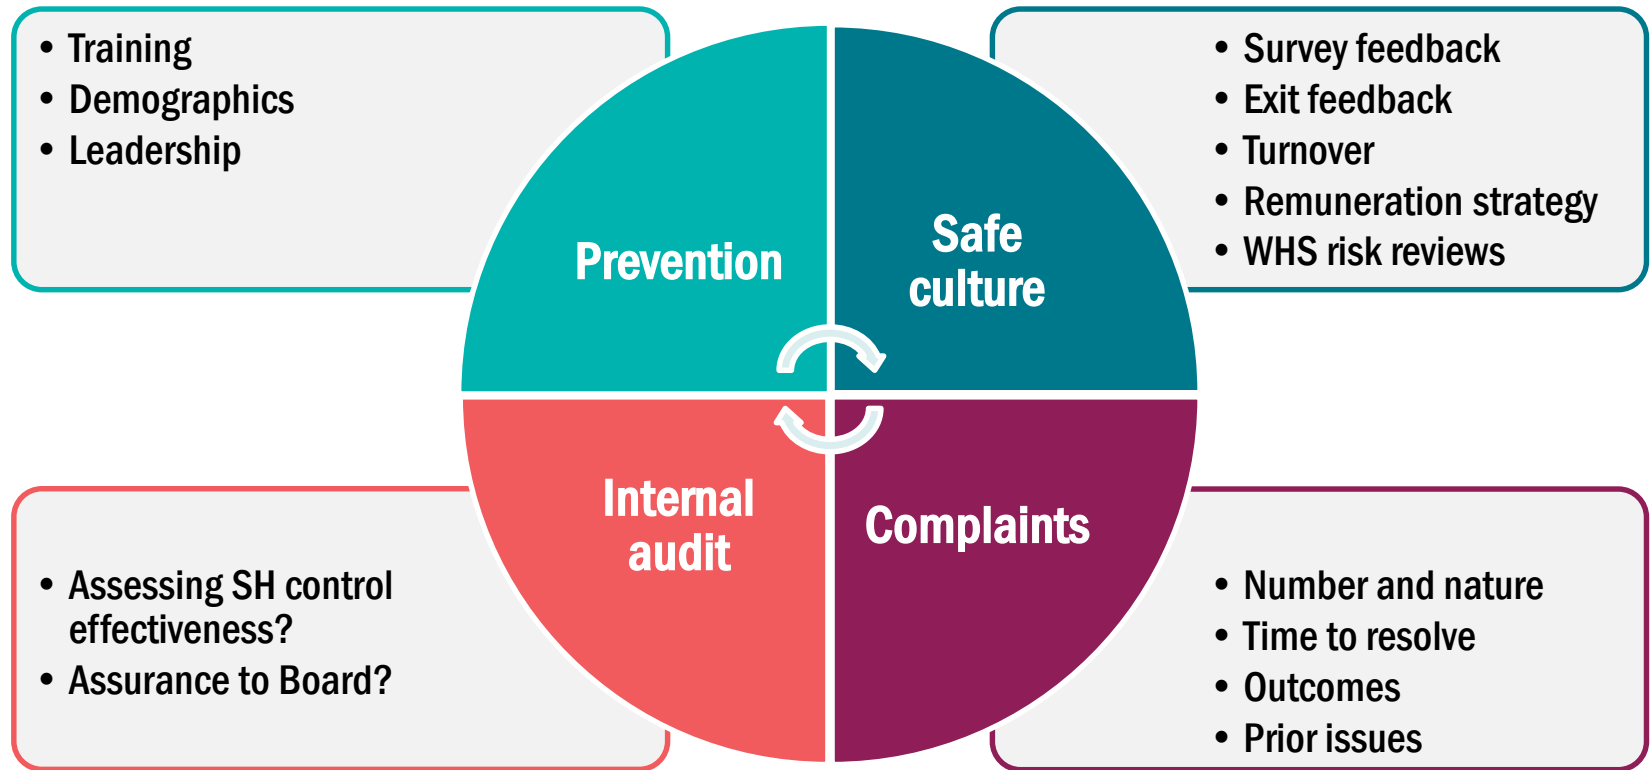 • Training
• Demographics
• Leadership
Prevention
Safe
culture
• Survey feedback
• Exit feedback
• Turnover
• Remuneration strategy
• WHS risk reviews
• Assessing SH control
effectiveness?
• Assurance to Board?
Internal
audit
Complaints
• Number and nature
• Time to resolve
• Outcomes
• Prior issues